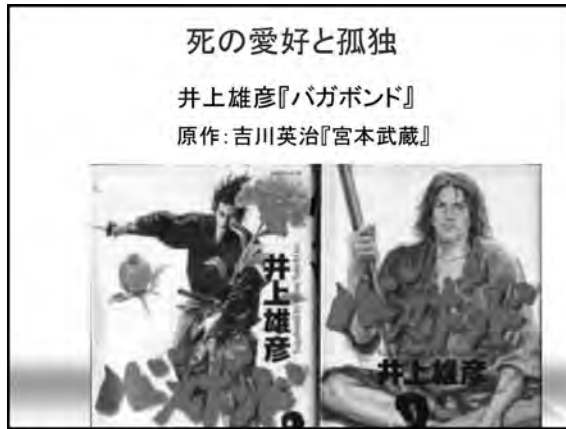 死の愛好と孤独
井上雄彦『バガボンド』
原作:吉川英治『宮本武蔵』
井上雄彦
井上雄彦